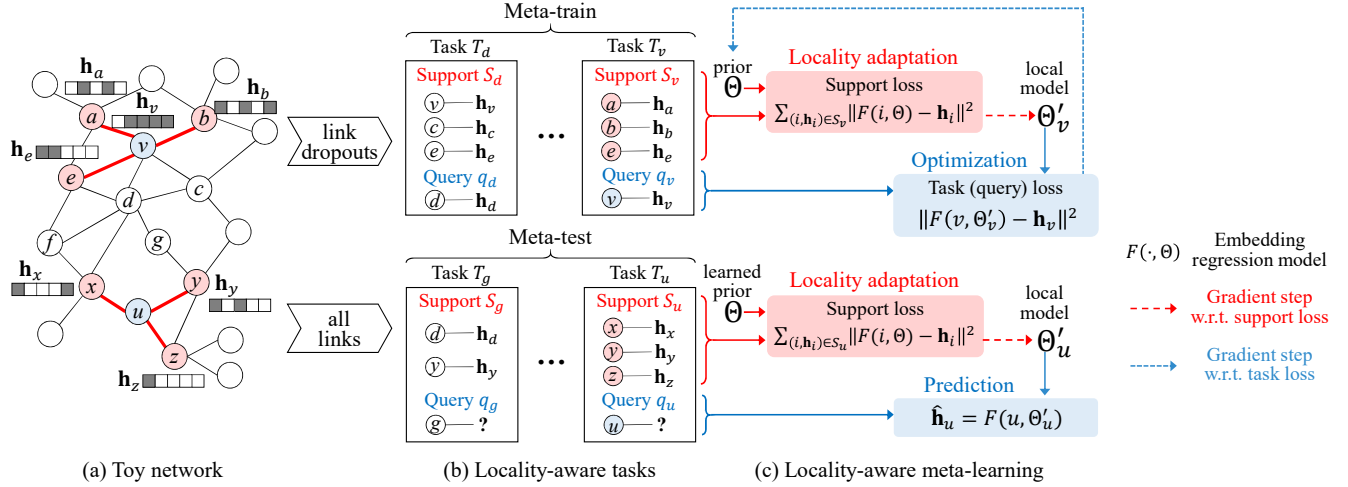 Meta-train
Task T_d
Task T_v
Support S_d
v h_v
c h_c
e h_e
Query q_d
d h_d
...
Support S_v
a h_a
b h_b
e h_e
Query q_v
v h_v
h_a
h_v
h_b
h_e
a
b
v
e
d
c
f
g
h_x
x
y
h_y
u
z
h_z
link
dropouts
all
links
prior
Θ
Locality adaptation
Support loss
∑_{(i,h_i)∈S_v} ‖F(i, Θ) − h_i‖²
local
model
Θ′_v
Optimization
Task (query) loss
‖F(v, Θ′_v) − h_v‖²
Meta-test
Task T_g
Task T_u
Support S_g
d h_d
y h_y
Query q_g
g ?
...
Support S_u
x h_x
y h_y
z h_z
Query q_u
u ?
learned
prior
Θ
Locality adaptation
Support loss
∑_{(i,h_i)∈S_u} ‖F(i, Θ) − h_i‖²
local
model
Θ′_u
Prediction
ĥ_u = F(u, Θ′_u)
F(·, Θ) Embedding
regression model
Gradient step
w.r.t. support loss
Gradient step
w.r.t. task loss
(a) Toy network
(b) Locality-aware tasks
(c) Locality-aware meta-learning